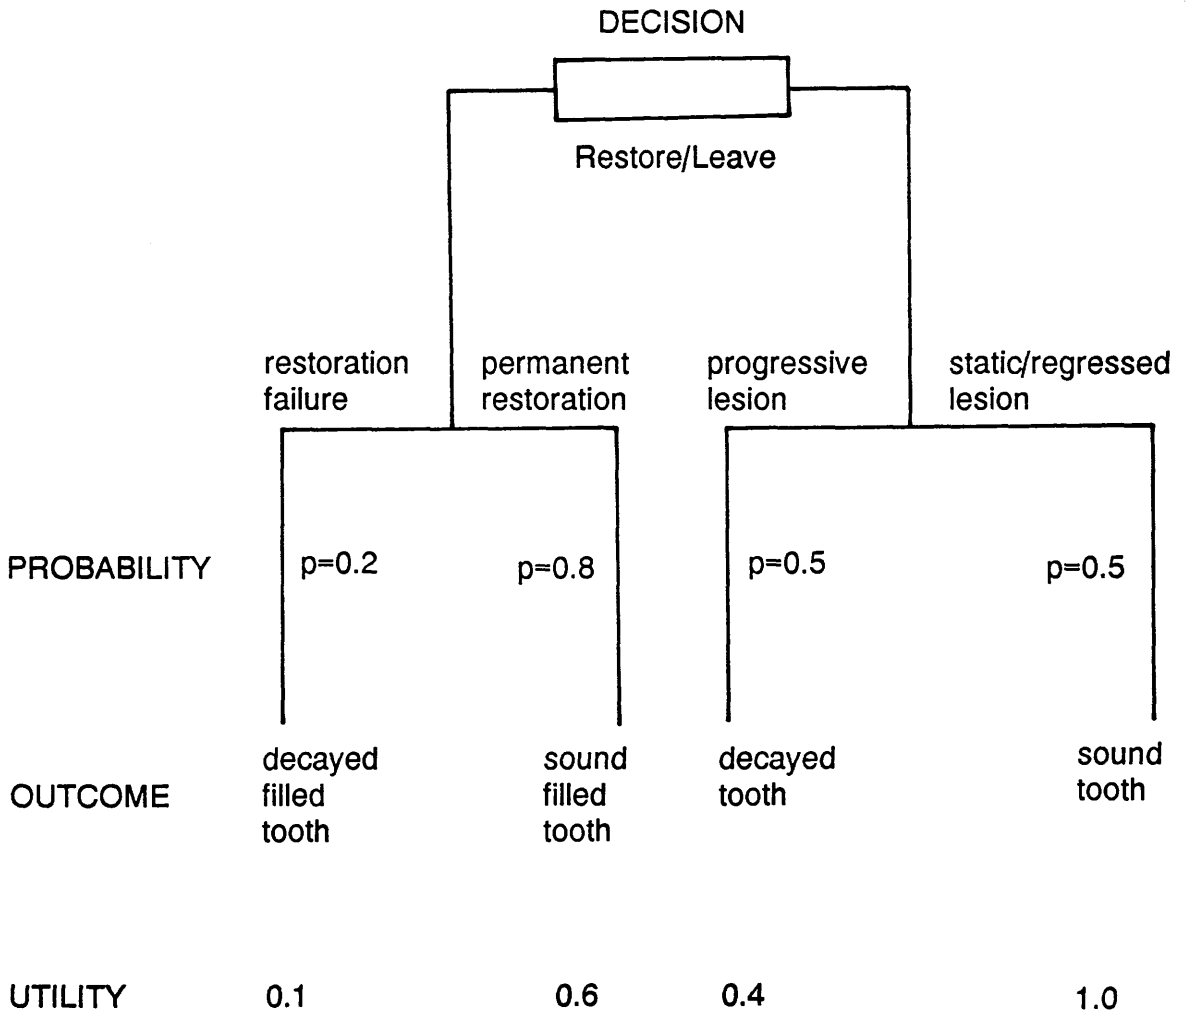 DECISION
Restore/Leave
restoration failure
permanent restoration
progressive lesion
static/regressed lesion
PROBABILITY
p=0.2
p=0.8
p=0.5
p=0.5
OUTCOME
decayed filled tooth
sound filled tooth
decayed tooth
sound tooth
UTILITY
0.1
0.6
0.4
1.0